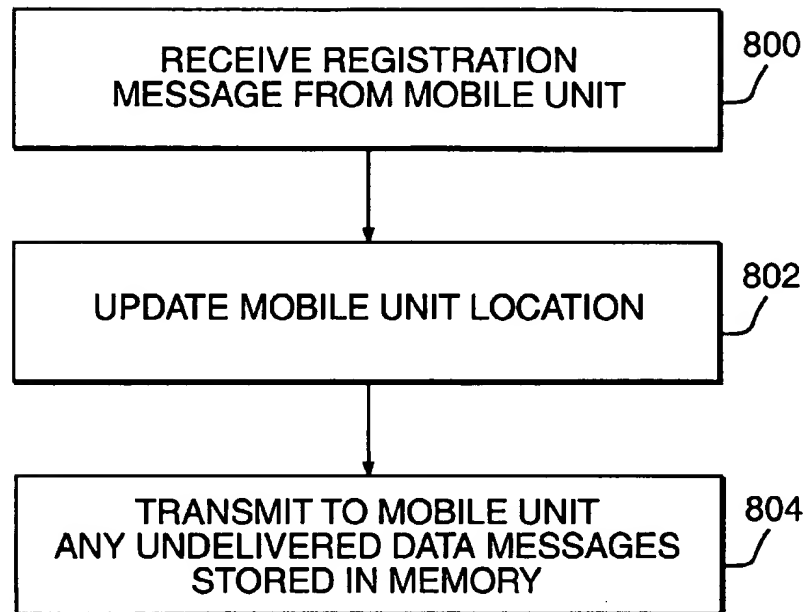 RECEIVE REGISTRATION
MESSAGE FROM MOBILE UNIT
800
UPDATE MOBILE UNIT LOCATION
802
TRANSMIT TO MOBILE UNIT
ANY UNDELIVERED DATA MESSAGES
STORED IN MEMORY
804